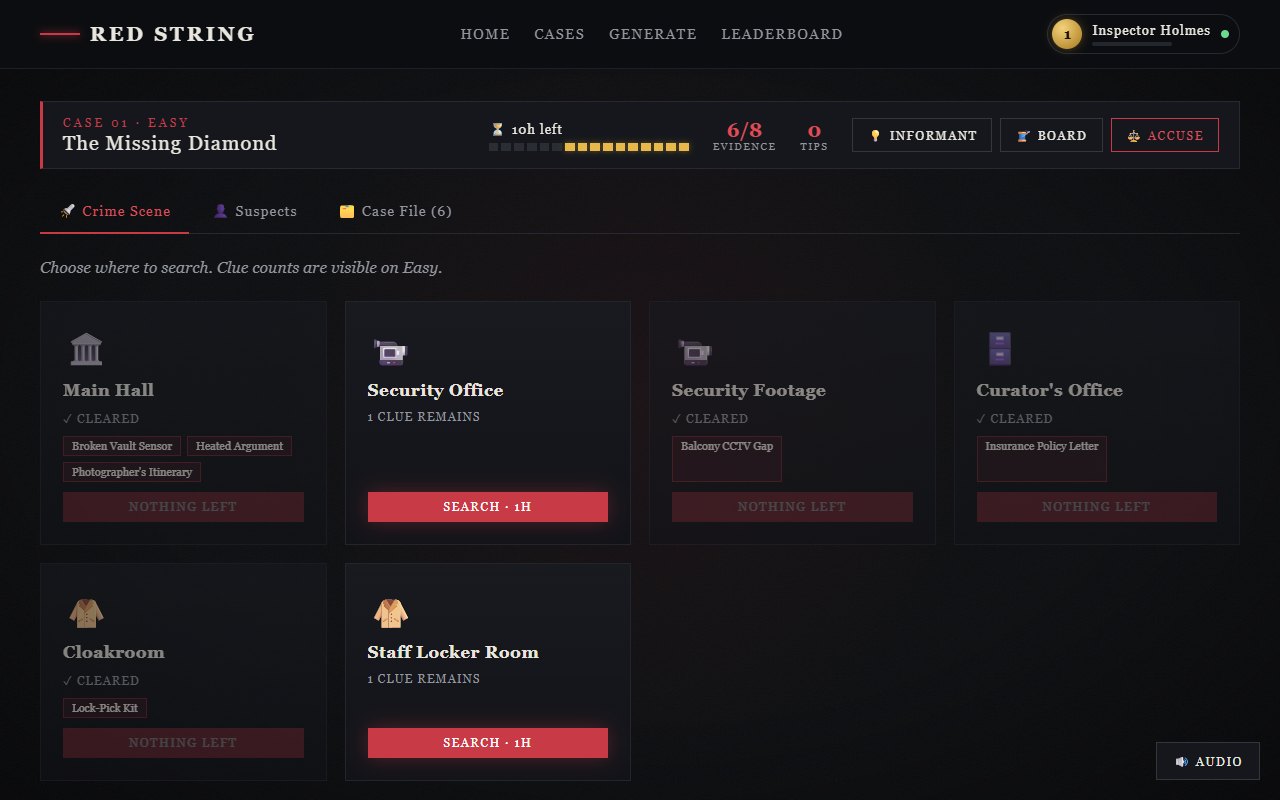 RED STRING
HOME CASES GENERATE LEADERBOARD
1 Inspector Holmes
CASE 01 · EASY
The Missing Diamond
10h left
6/8
EVIDENCE
0
TIPS
INFORMANT
BOARD
ACCUSE
Crime Scene
Suspects
Case File (6)
Choose where to search. Clue counts are visible on Easy.
Main Hall
✓ CLEARED
Broken Vault Sensor
Heated Argument
Photographer's Itinerary
NOTHING LEFT
Security Office
1 CLUE REMAINS
SEARCH · 1H
Security Footage
✓ CLEARED
Balcony CCTV Gap
NOTHING LEFT
Curator's Office
✓ CLEARED
Insurance Policy Letter
NOTHING LEFT
Cloakroom
✓ CLEARED
Lock-Pick Kit
NOTHING LEFT
Staff Locker Room
1 CLUE REMAINS
SEARCH · 1H
AUDIO